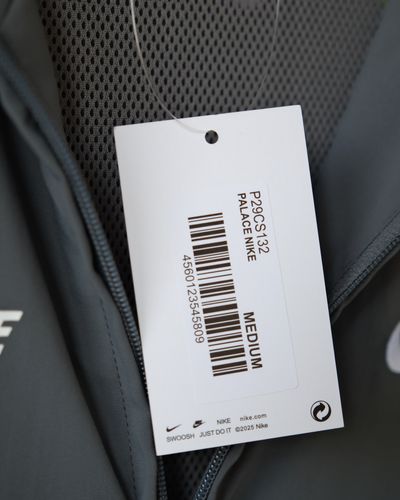 P29CS132
PALACE NIKE
MEDIUM
4560123545809
NIKE nike.com
SWOOSH JUST DO IT ©2025 Nike